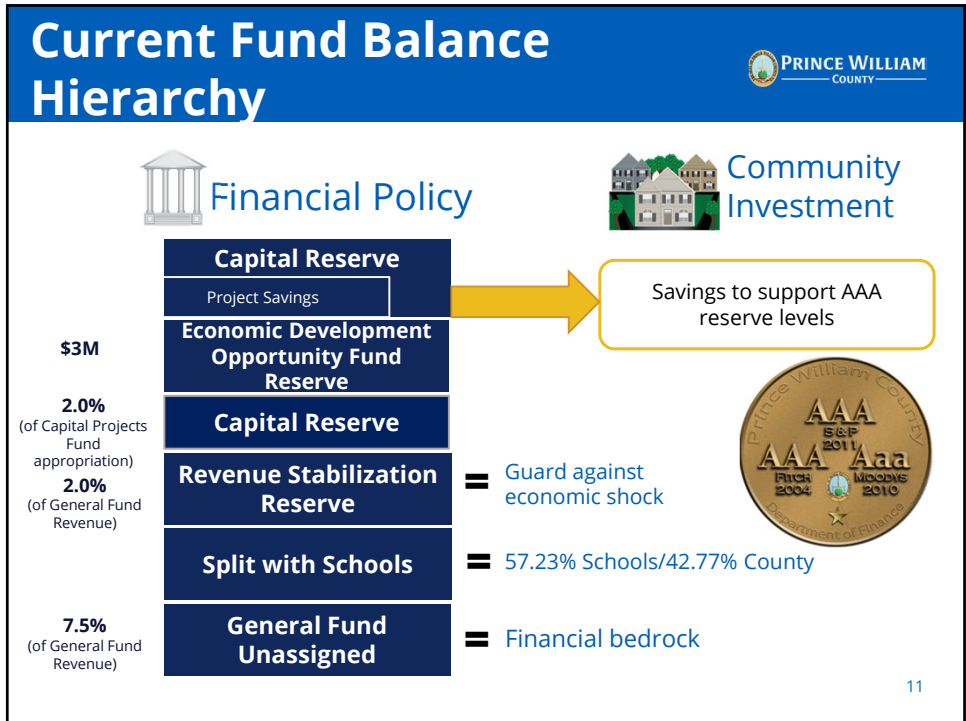 Current Fund Balance
Hierarchy
PRINCE WILLIAM
COUNTY
Financial Policy
Community
Investment
Capital Reserve
Project Savings
Savings to support AAA
reserve levels
$3M
Economic Development
Opportunity Fund
Reserve
2.0%
(of Capital Projects
Fund
appropriation)
Capital Reserve
2.0%
(of General Fund
Revenue)
Revenue Stabilization
Reserve
=
Guard against
economic shock
Split with Schools
=
57.23% Schools/42.77% County
7.5%
(of General Fund
Revenue)
General Fund
Unassigned
=
Financial bedrock
Prince William County
AAA
S&P
2011
AAA
FITCH
2004
Aaa
MOODYS
2010
Department of Finance
11